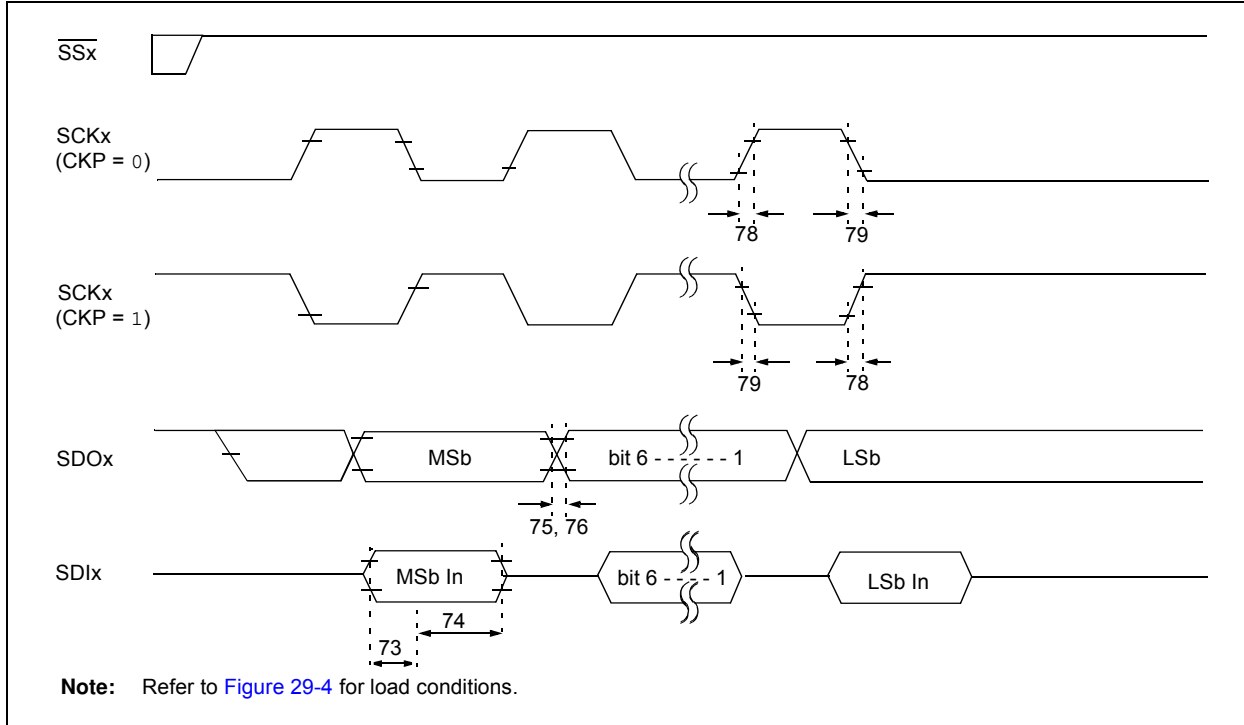 SSx
SCKx
(CKP = 0)
78
79
SCKx
(CKP = 1)
79
78
SDOx
MSb
bit 6 - - - - - - 1
LSb
75, 76
SDIx
MSb In
bit 6 - - - - - 1
LSb In
74
73
Note: Refer to Figure 29-4 for load conditions.